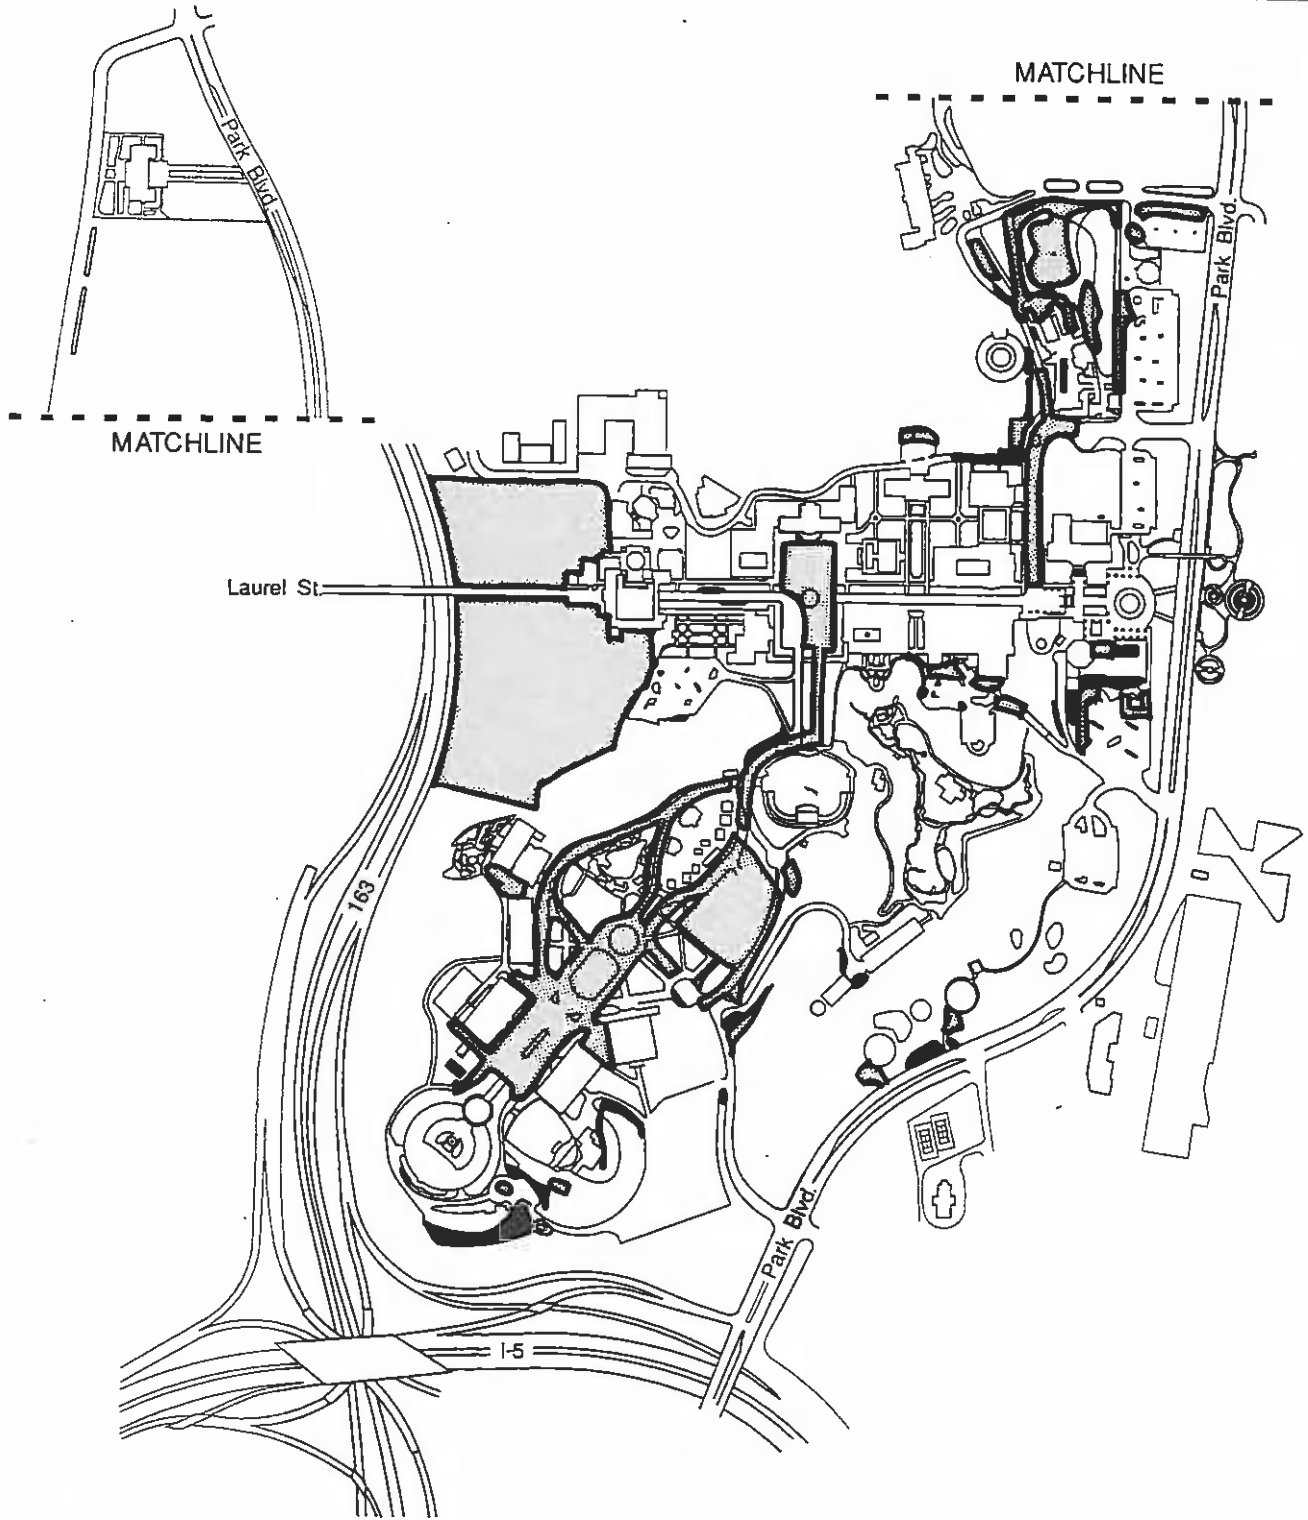 MATCHLINE
Park Blvd.
Park Blvd.
MATCHLINE
Laurel St.
P
163
Park Blvd.
I-5